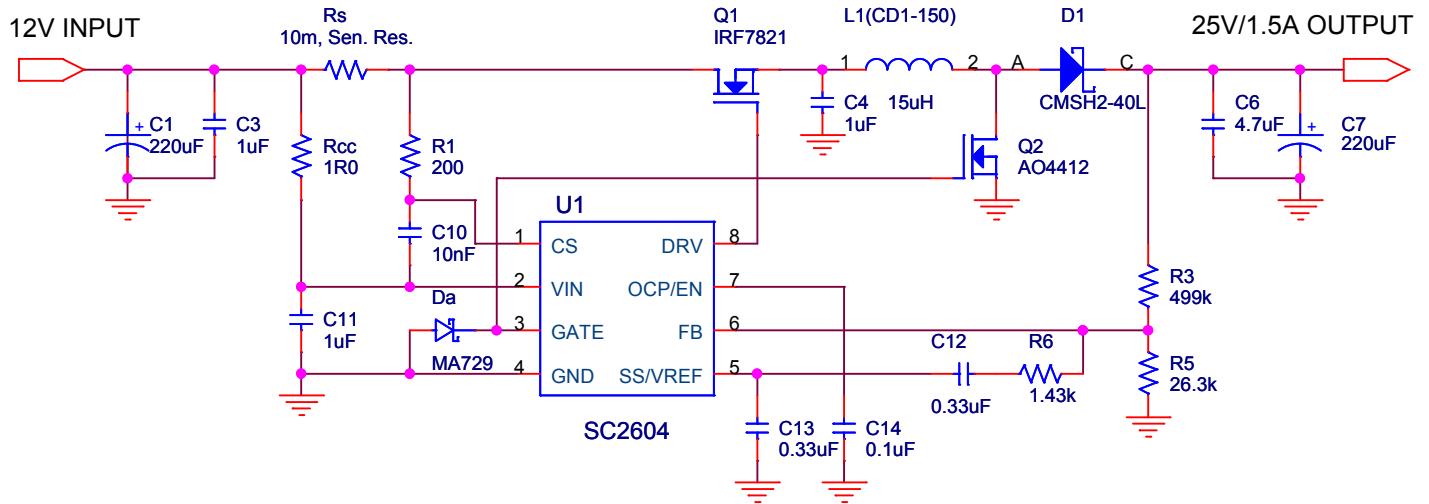 12V INPUT
Rs
10m, Sen. Res.
Q1
IRF7821
L1(CD1-150)
D1
25V/1.5A OUTPUT
1
2
A
C
15uH
CMSH2-40L
C4
1uF
C1
+
220uF
C3
1uF
Rcc
1R0
R1
200
Q2
AO4412
C6
4.7uF
+
C7
220uF
U1
C10
10nF
1
CS
DRV
8
2
VIN
OCP/EN
7
R3
499k
C11
1uF
Da
MA729
3
GATE
FB
6
4
GND
SS/VREF
5
C12
0.33uF
R6
1.43k
R5
26.3k
SC2604
C13
0.33uF
C14
0.1uF